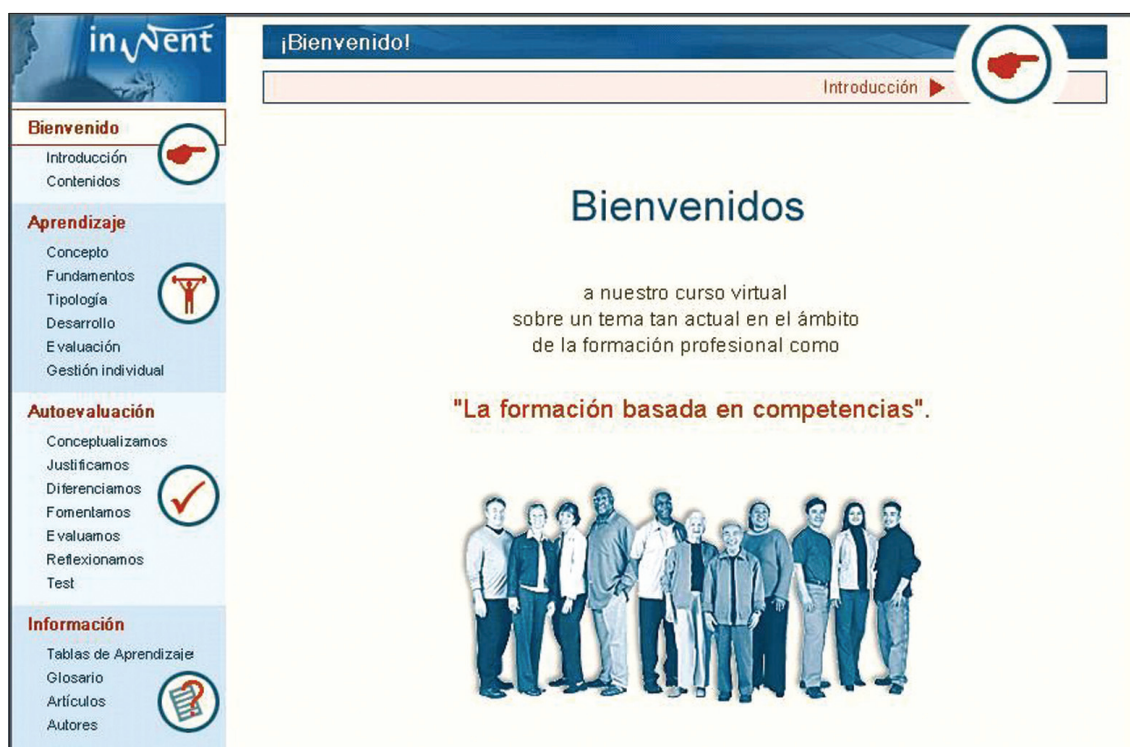 inWent
¡Bienvenido!
Introducción
Bienvenido
Introducción
Contenidos
Aprendizaje
Concepto
Fundamentos
Tipología
Desarrollo
Evaluación
Gestión individual
Autoevaluación
Conceptualizamos
Justificamos
Diferenciamos
Fomentamos
Evaluamos
Reflexionamos
Test
Información
Tablas de Aprendizaje
Glosario
Artículos
Autores
Bienvenidos
a nuestro curso virtual
sobre un tema tan actual en el ámbito
de la formación profesional como
"La formación basada en competencias".